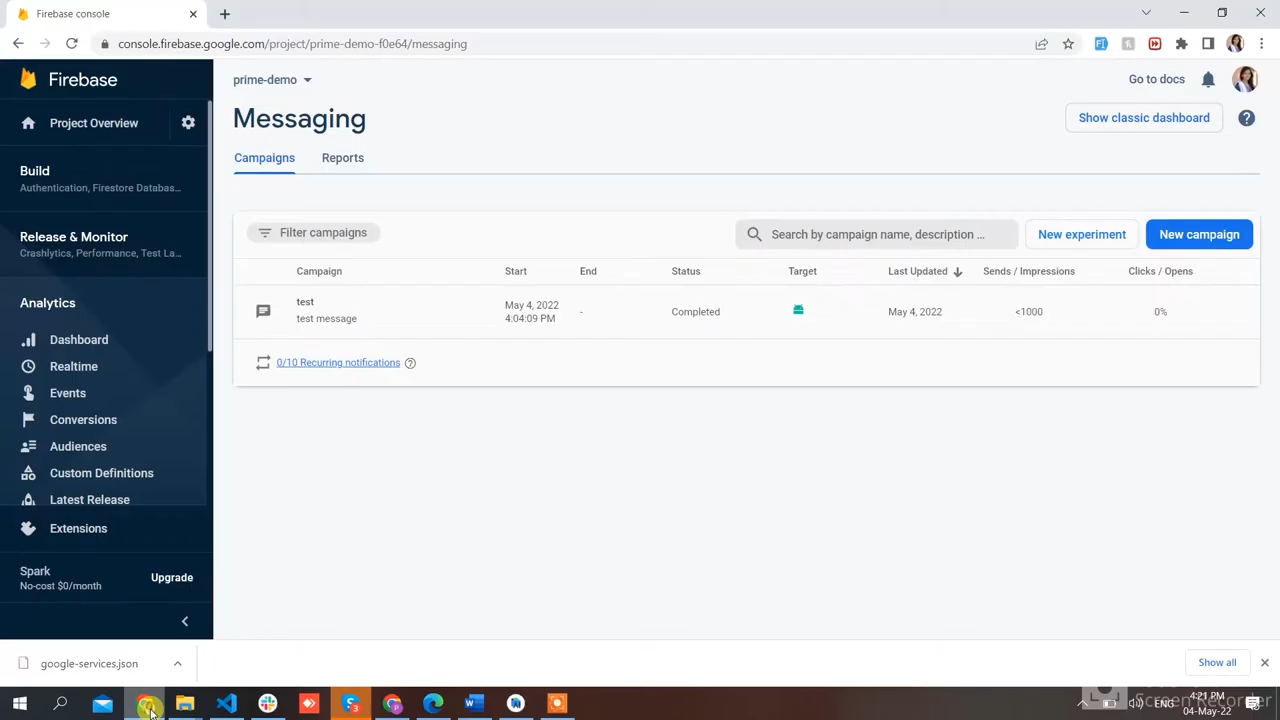 Firebase console
console.firebase.google.com/project/prime-demo-f0e64/messaging
Firebase
prime-demo
Go to docs
Project Overview
Messaging
Show classic dashboard
Campaigns
Reports
Build
Authentication, Firestore Databas...
Release & Monitor
Crashlytics, Performance, Test La...
Filter campaigns
Search by campaign name, description ...
New experiment
New campaign
Campaign
Start
End
Status
Target
Last Updated
Sends / Impressions
Clicks / Opens
test
test message
May 4, 2022
4:04:09 PM
-
Completed
May 4, 2022
<1000
0%
0/10 Recurring notifications
Analytics
Dashboard
Realtime
Events
Conversions
Audiences
Custom Definitions
Latest Release
Extensions
Spark
No-cost $0/month
Upgrade
google-services.json
Show all
ENG
4:21 PM
04-May-22
Screen Recorder